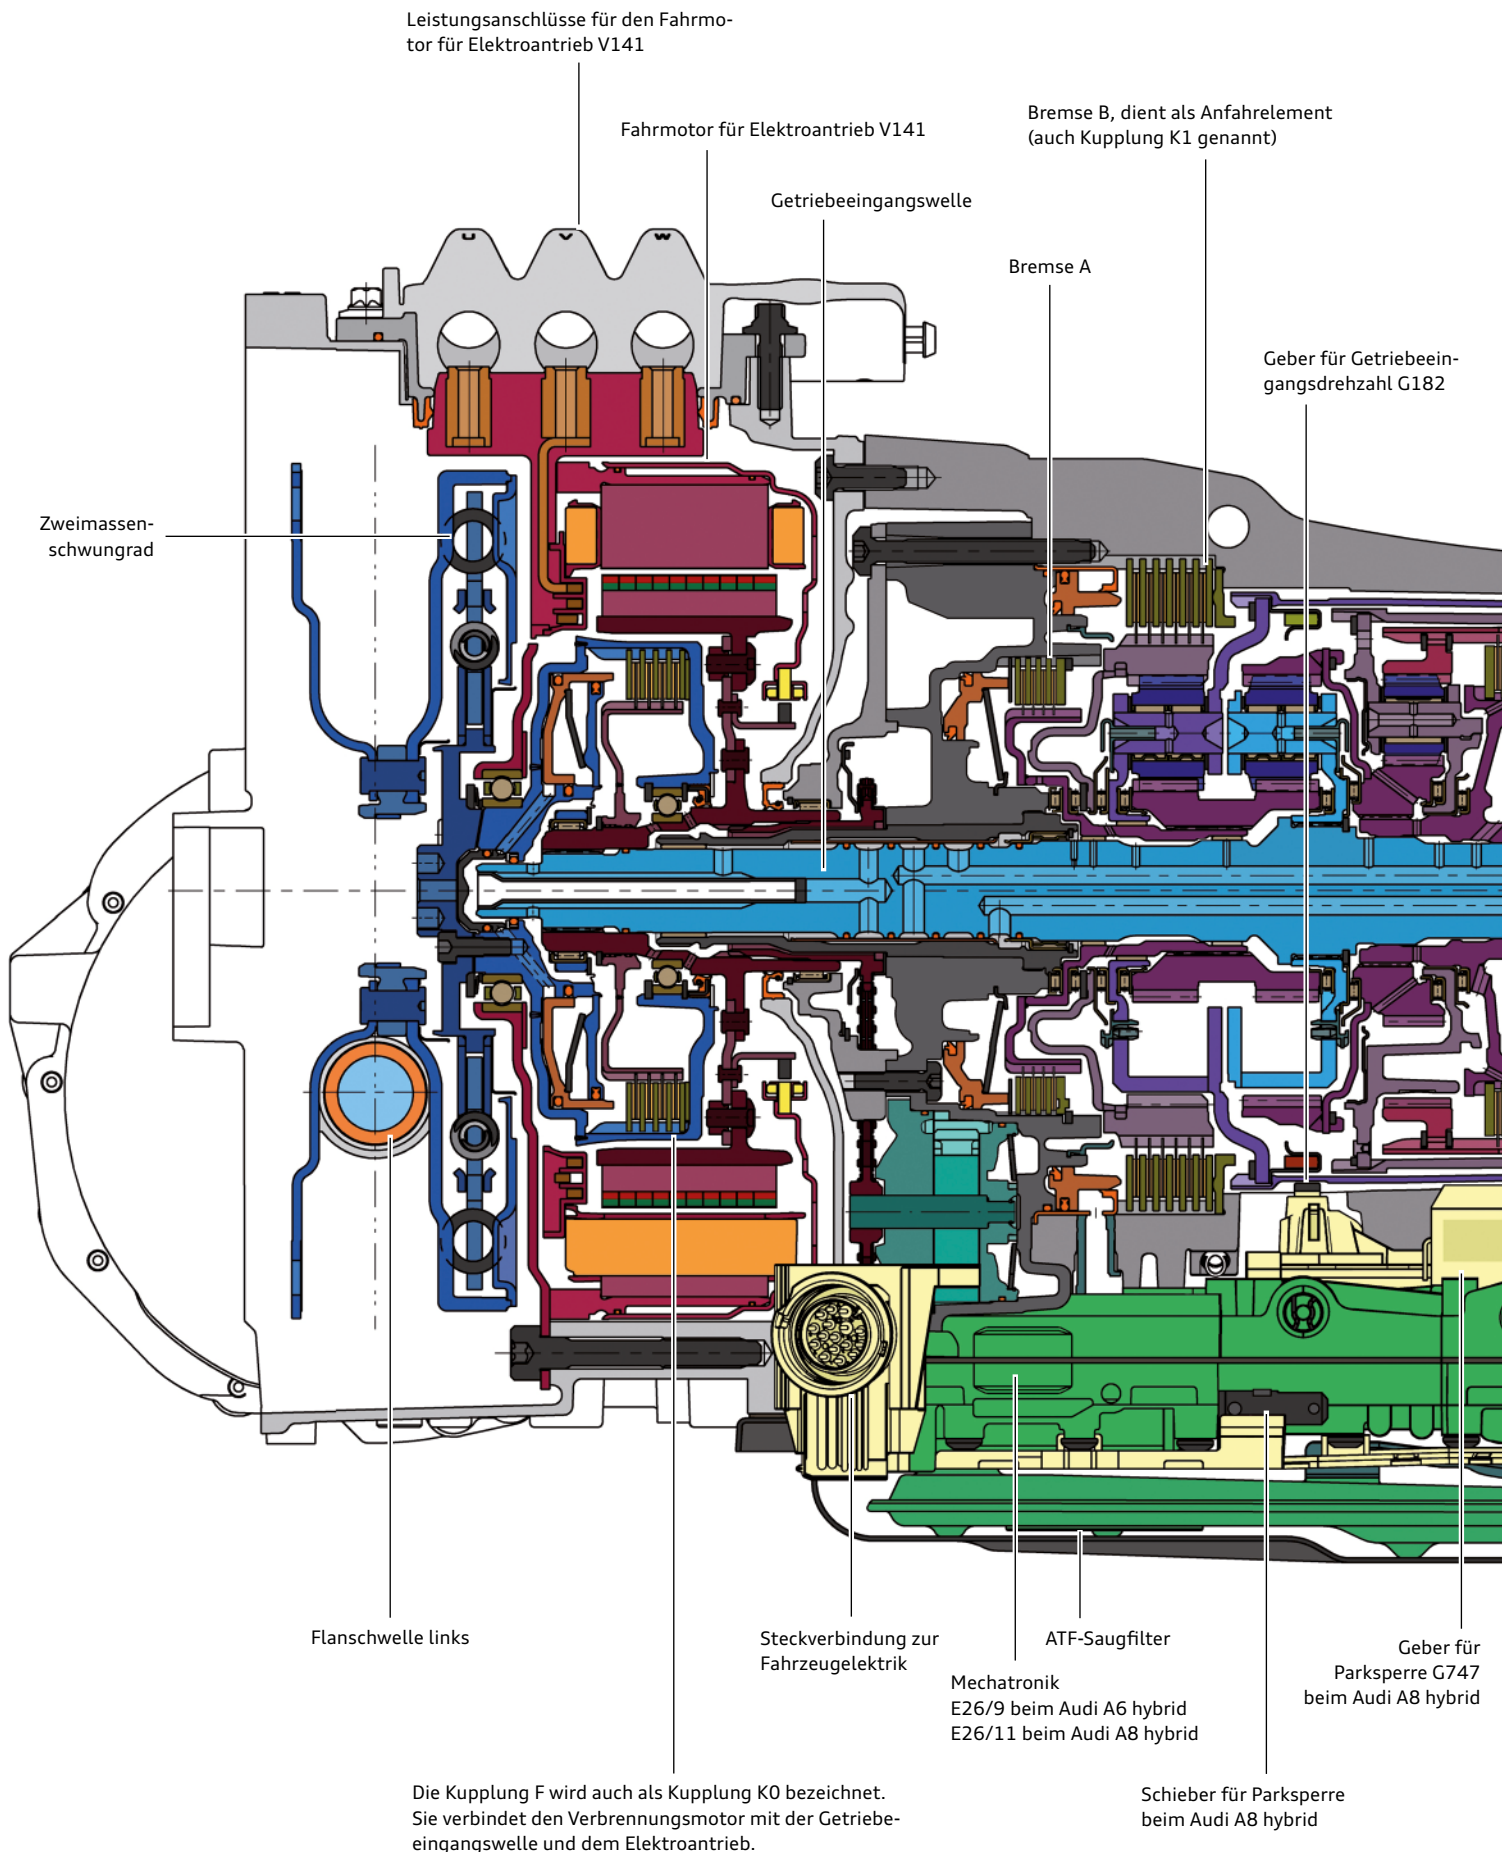 Leistungsanschlüsse für den Fahrmo-
tor für Elektroantrieb V141
Bremse B, dient als Anfahrelement
(auch Kupplung K1 genannt)
Fahrmotor für Elektroantrieb V141
Getriebeeingangswelle
Bremse A
U V W
Geber für Getriebeein-
gangsdrehzahl G182
Zweimassen-
schwungrad
Flanschwelle links
Steckverbindung zur
Fahrzeugelektrik
ATF-Saugfilter
Geber für
Parksperre G747
beim Audi A8 hybrid
Mechatronik
E26/9 beim Audi A6 hybrid
E26/11 beim Audi A8 hybrid
Die Kupplung F wird auch als Kupplung K0 bezeichnet.
Sie verbindet den Verbrennungsmotor mit der Getriebe-
eingangswelle und dem Elektroantrieb.
Schieber für Parksperre
beim Audi A8 hybrid